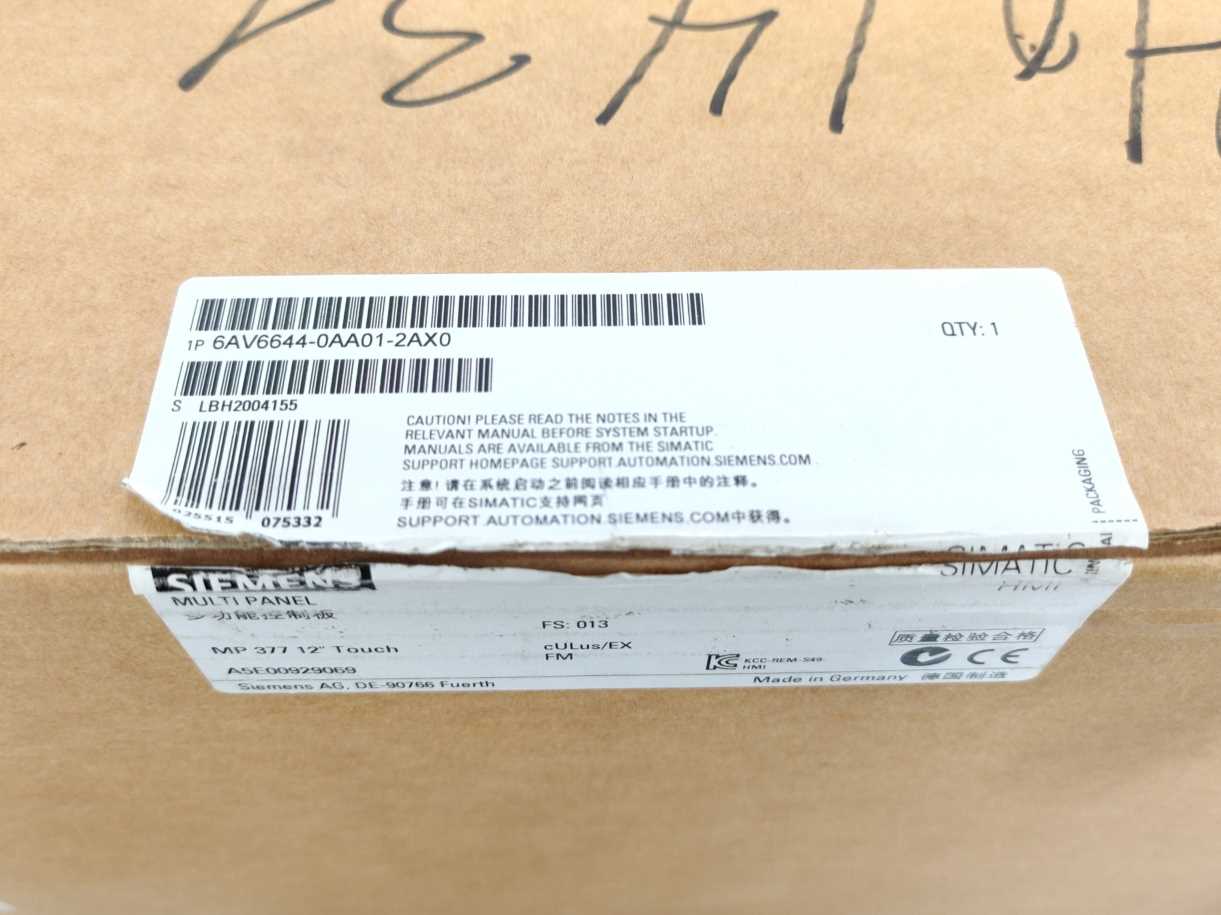 1P 6AV6644-0AA01-2AX0
QTY: 1
S LBH2004155
CAUTION! PLEASE READ THE NOTES IN THE
RELEVANT MANUAL BEFORE SYSTEM STARTUP.
MANUALS ARE AVAILABLE FROM THE SIMATIC
SUPPORT HOMEPAGE SUPPORT.AUTOMATION.SIEMENS.COM
注意！请在系统启动之前阅读相应手册中的注释。
手册可在SIMATIC支持网页
SUPPORT.AUTOMATION.SIEMENS.COM中获得。
075332
PACKAGING
SIEMENS
SIMATIC
HMI
MULTI PANEL
多功能控制板
FS: 013
MP 377 12" Touch
cULus/EX
FM
质量检验合格
KCC-REM-S49-
HMI
CE
A5E00929069
Siemens AG, DE-90766 Fuerth
Made in Germany 德国制造